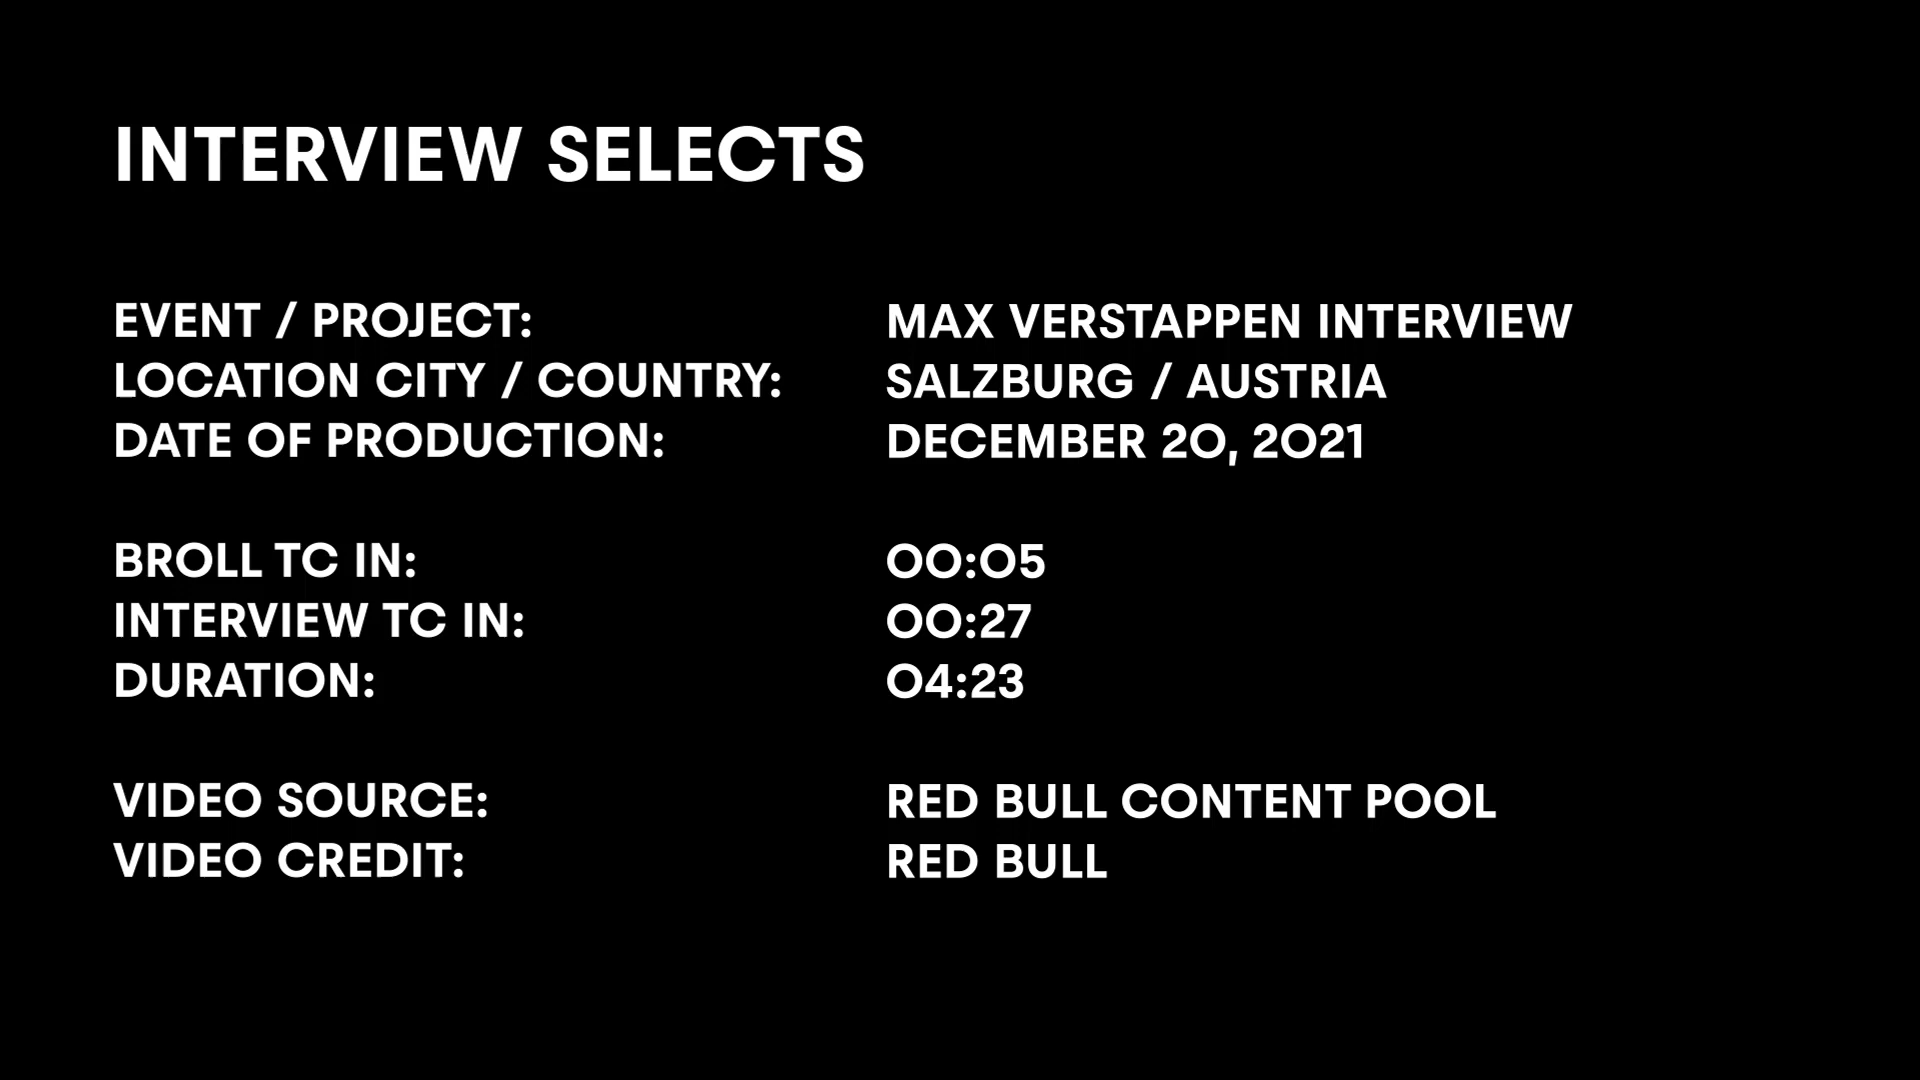 INTERVIEW SELECTS
EVENT / PROJECT: MAX VERSTAPPEN INTERVIEW
LOCATION CITY / COUNTRY: SALZBURG / AUSTRIA
DATE OF PRODUCTION: DECEMBER 20, 2021
BROLL TC IN: 00:05
INTERVIEW TC IN: 00:27
DURATION: 04:23
VIDEO SOURCE: RED BULL CONTENT POOL
VIDEO CREDIT: RED BULL